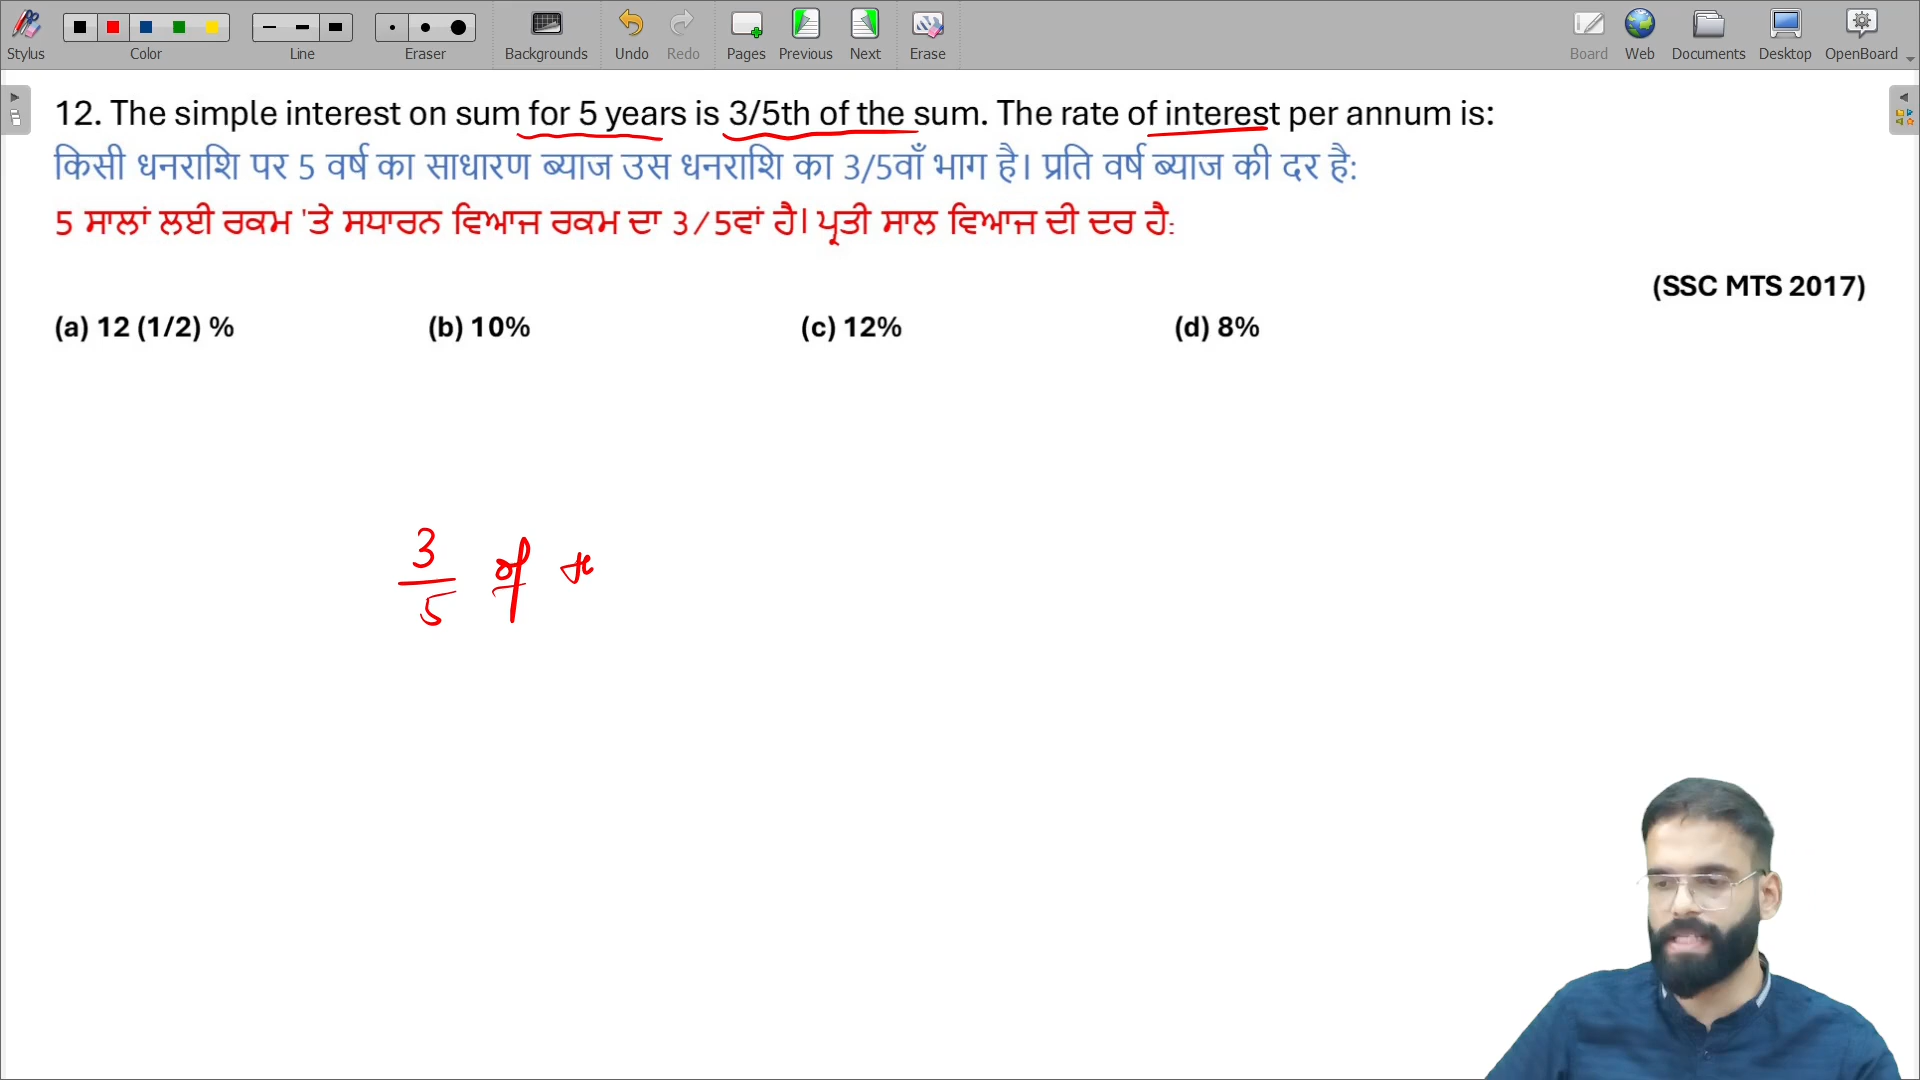 Stylus Color Line Eraser Backgrounds Undo Redo Pages Previous Next Erase Board Web Documents Desktop OpenBoard
12. The simple interest on sum for 5 years is 3/5th of the sum. The rate of interest per annum is:
किसी धनराशि पर 5 वर्ष का साधारण ब्याज उस धनराशि का 3/5वाँ भाग है। प्रति वर्ष ब्याज की दर है:
5 ਸਾਲਾਂ ਲਈ ਰਕਮ 'ਤੇ ਸਧਾਰਨ ਵਿਆਜ ਰਕਮ ਦਾ 3/5ਵਾਂ ਹੈ। ਪ੍ਰਤੀ ਸਾਲ ਵਿਆਜ ਦੀ ਦਰ ਹੈ:
(SSC MTS 2017)
(a) 12 (1/2) % (b) 10% (c) 12% (d) 8%
3/5 of